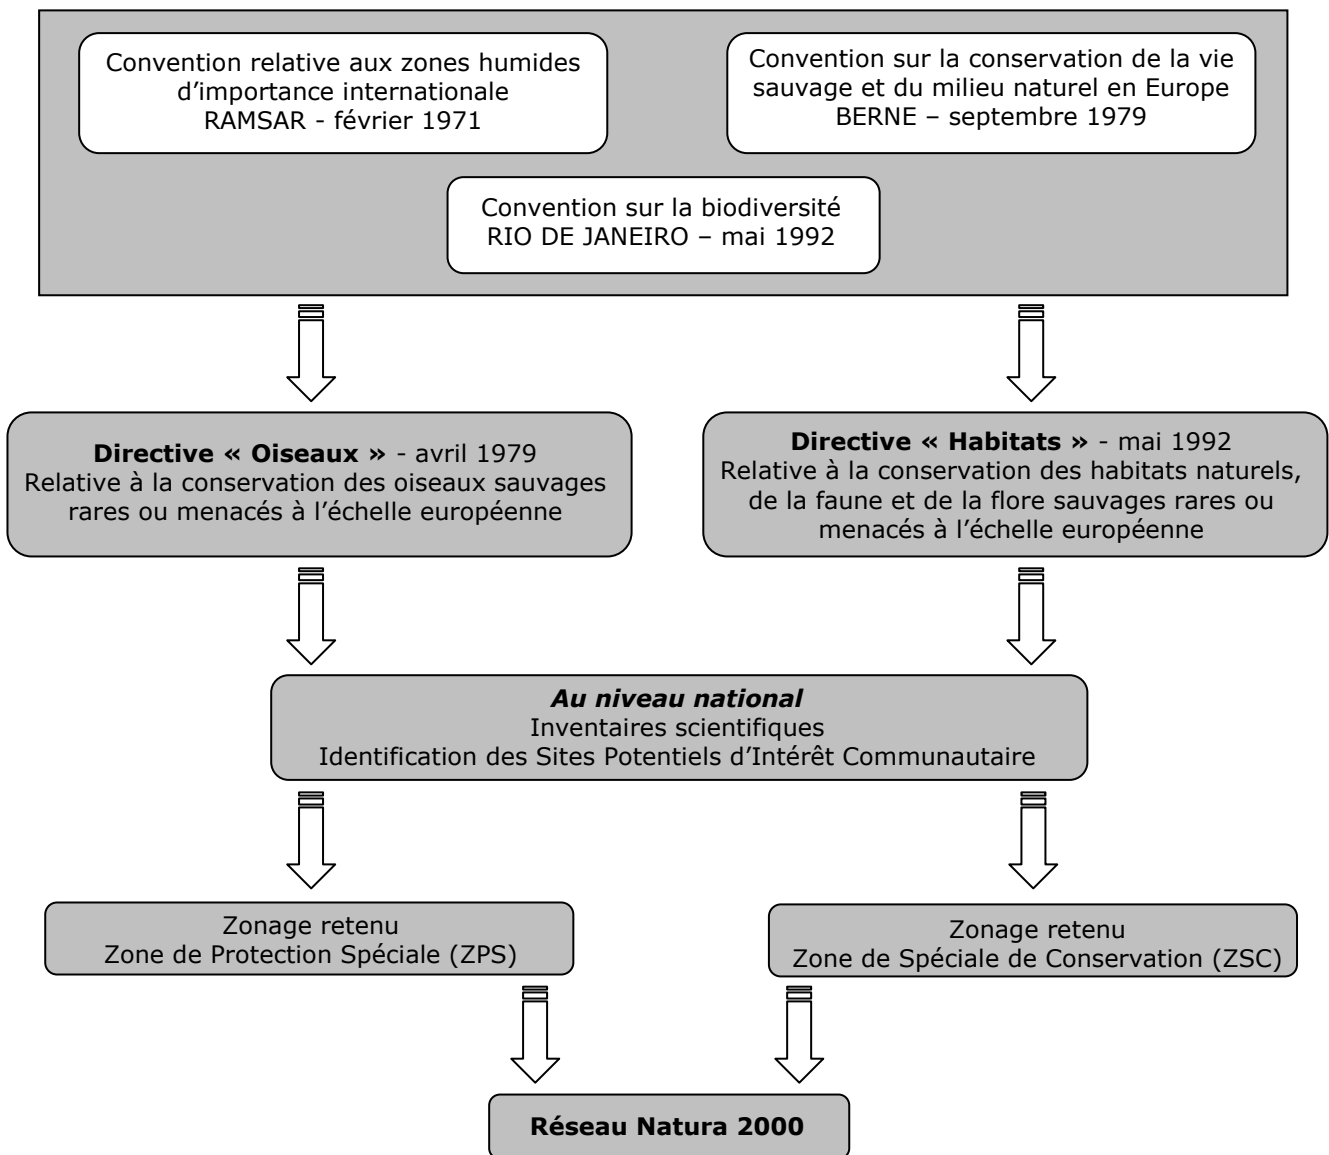 Convention relative aux zones humides
d’importance internationale
RAMSAR - février 1971
Convention sur la conservation de la vie
sauvage et du milieu naturel en Europe
BERNE – septembre 1979
Convention sur la biodiversité
RIO DE JANEIRO – mai 1992
Directive « Oiseaux » - avril 1979
Relative à la conservation des oiseaux sauvages
rares ou menacés à l’échelle européenne
Directive « Habitats » - mai 1992
Relative à la conservation des habitats naturels,
de la faune et de la flore sauvages rares ou
menacés à l’échelle européenne
Au niveau national
Inventaires scientifiques
Identification des Sites Potentiels d’Intérêt Communautaire
Zonage retenu
Zone de Protection Spéciale (ZPS)
Zonage retenu
Zone de Spéciale de Conservation (ZSC)
Réseau Natura 2000